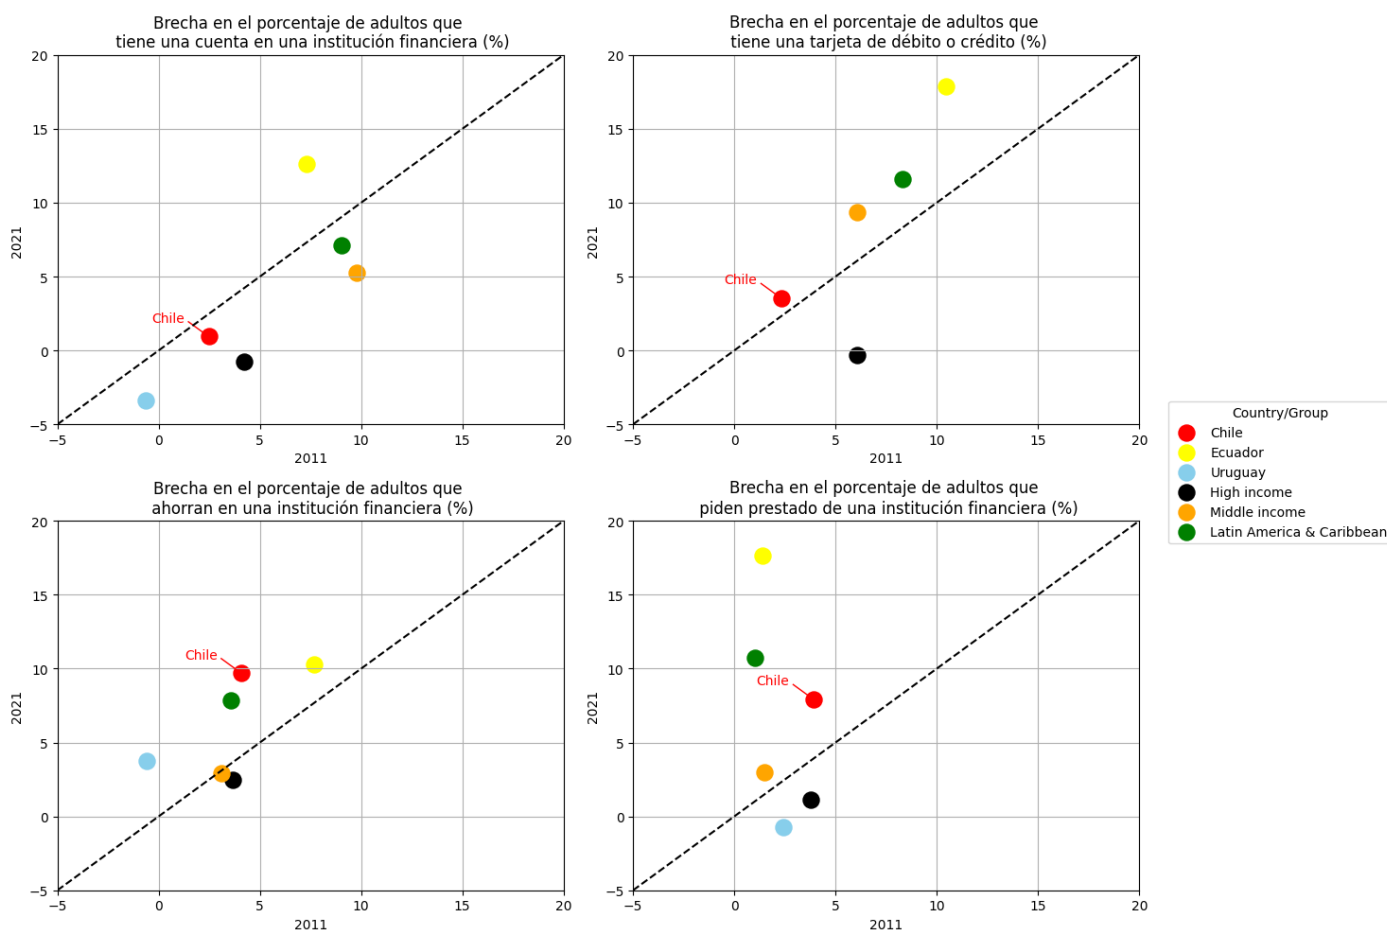 Brecha en el porcentaje de adultos que
tiene una cuenta en una institución financiera (%)
20
15
10
5
0
−5
2021
Chile
−5 0 5 10 15 20
2011
Brecha en el porcentaje de adultos que
tiene una tarjeta de débito o crédito (%)
20
15
10
5
0
−5
2021
Chile
−5 0 5 10 15 20
2011
Country/Group
Chile
Ecuador
Uruguay
High income
Middle income
Latin America & Caribbean
Brecha en el porcentaje de adultos que
ahorran en una institución financiera (%)
20
15
10
5
0
−5
2021
Chile
−5 0 5 10 15 20
2011
Brecha en el porcentaje de adultos que
piden prestado de una institución financiera (%)
20
15
10
5
0
−5
2021
Chile
−5 0 5 10 15 20
2011